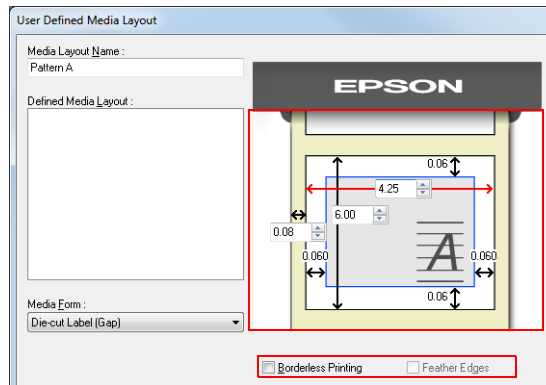 User Defined Media Layout
Media Layout Name :
Pattern A
Defined Media Layout :
EPSON
0.06
4.25
6.00
0.08
0.060
A
0.060
0.06
Media Form :
Die-cut Label (Gap)
Borderless Printing
Feather Edges